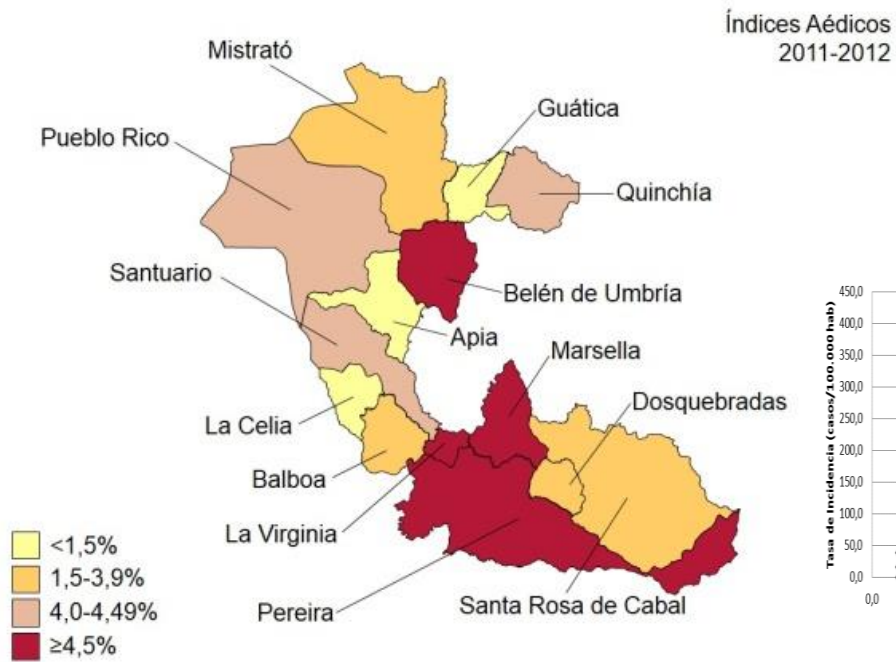 Índices Aédicos
2011-2012
Mistrató
Guática
Pueblo Rico
Quinchía
Santuario
Belén de Umbría
Apia
Marsella
Dosquebradas
La Celia
Balboa
La Virginia
Pereira
Santa Rosa de Cabal
<1,5%
1,5-3,9%
4,0-4,49%
≥4,5%
Tasa de Incidencia (casos/100.000 hab)
450,0
400,0
350,0
300,0
250,0
200,0
150,0
100,0
50,0
0,0
0,0